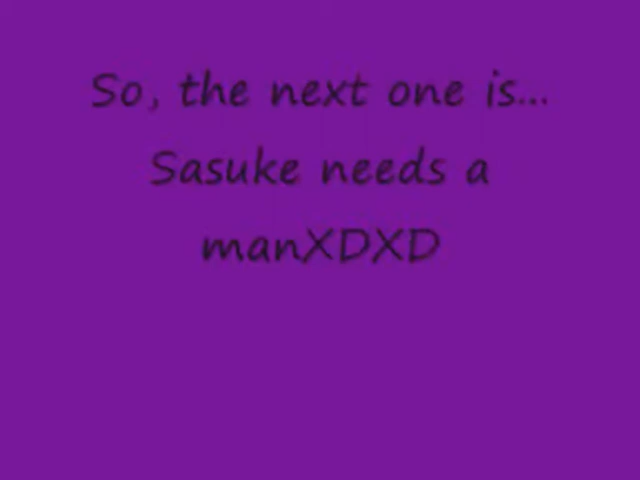 So, the next one is...
Sasuke needs a
manXDXD